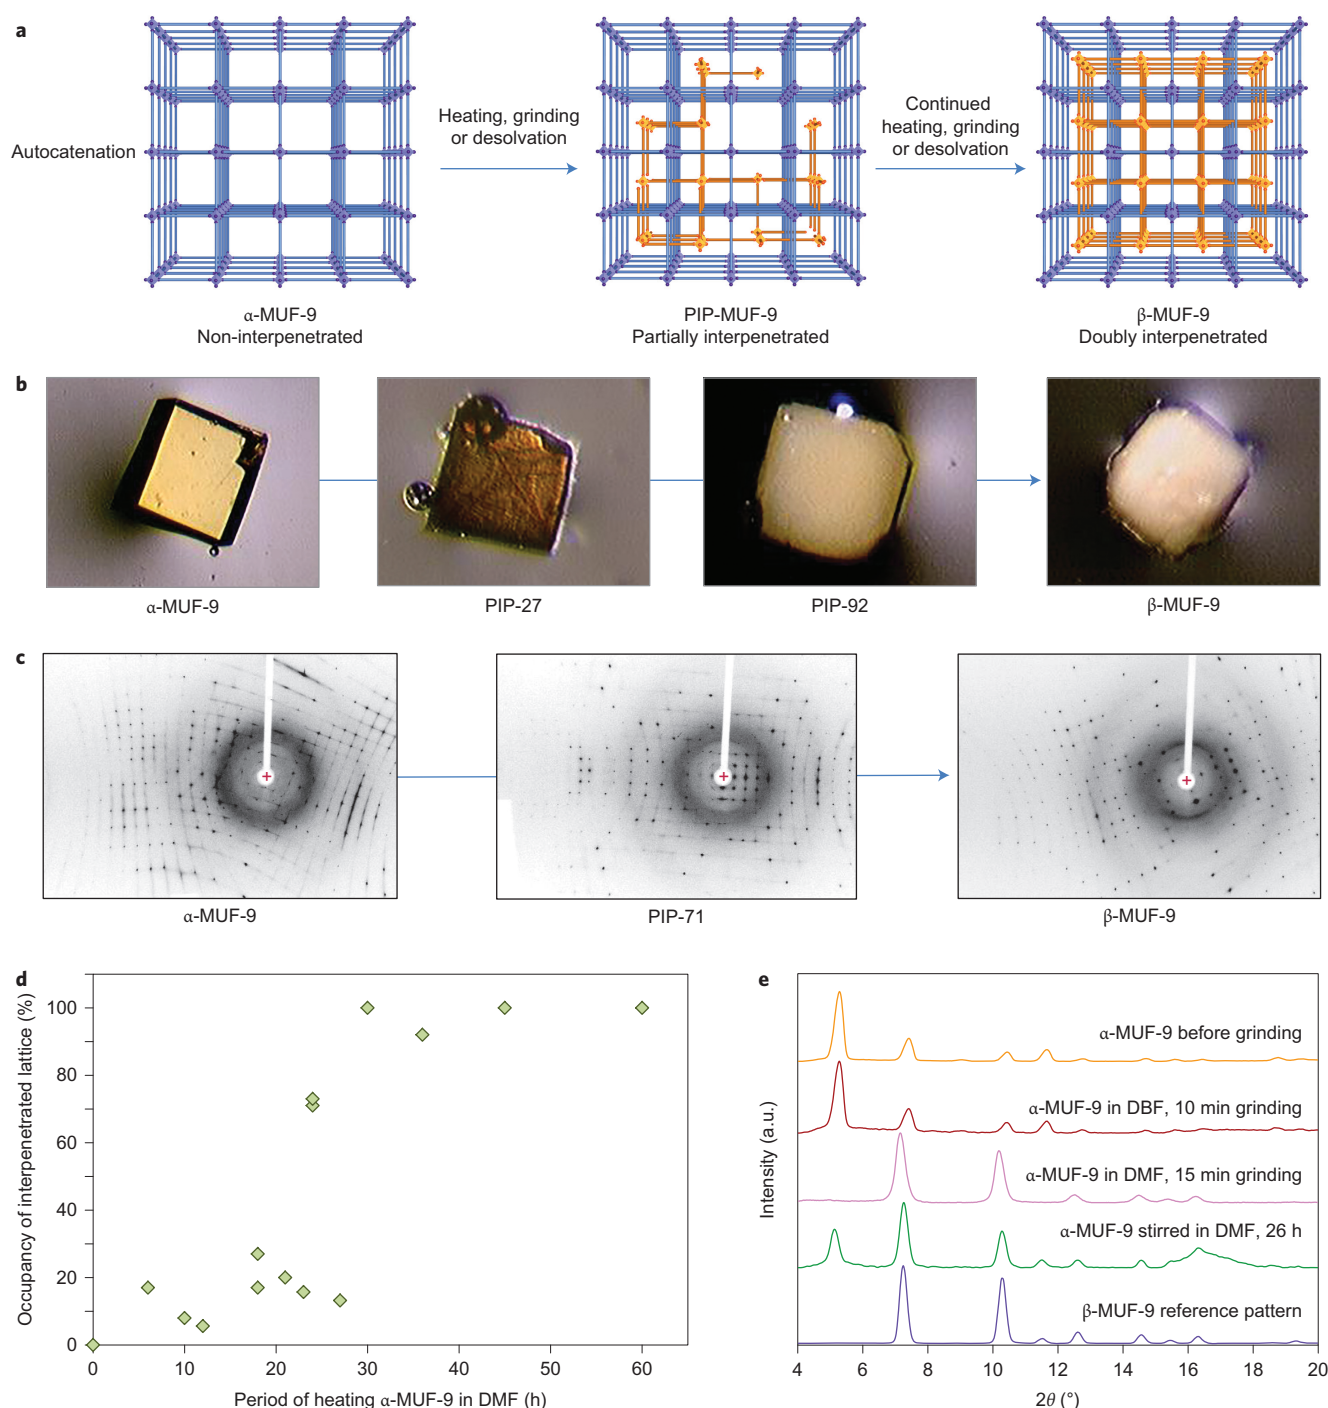 a
Autocatenation
Heating, grinding
or desolvation
Continued
heating, grinding
or desolvation
α-MUF-9
Non-interpenetrated
PIP-MUF-9
Partially interpenetrated
β-MUF-9
Doubly interpenetrated
b
α-MUF-9
PIP-27
PIP-92
β-MUF-9
c
α-MUF-9
PIP-71
β-MUF-9
d
Occupancy of interpenetrated lattice (%)
100
80
60
40
20
0
0 10 20 30 40 50 60
Period of heating α-MUF-9 in DMF (h)
e
Intensity (a.u.)
α-MUF-9 before grinding
α-MUF-9 in DBF, 10 min grinding
α-MUF-9 in DMF, 15 min grinding
α-MUF-9 stirred in DMF, 26 h
β-MUF-9 reference pattern
4 6 8 10 12 14 16 18 20
2θ (°)